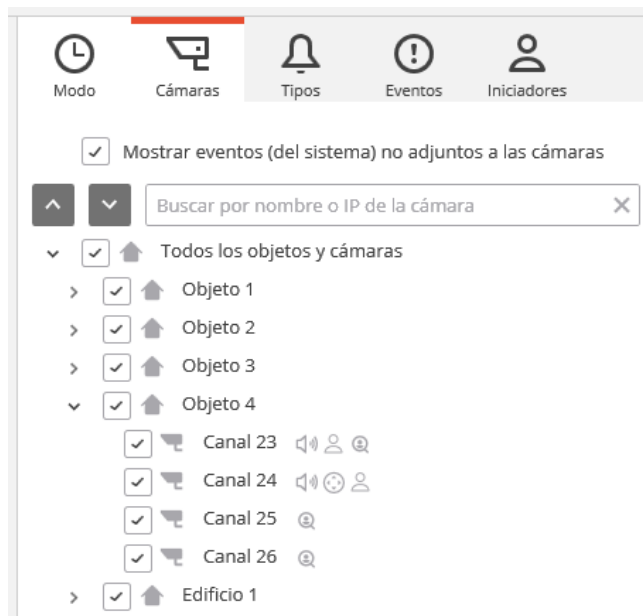 Modo Cámaras Tipos Eventos Iniciadores
Mostrar eventos (del sistema) no adjuntos a las cámaras
Buscar por nombre o IP de la cámara
Todos los objetos y cámaras
Objeto 1
Objeto 2
Objeto 3
Objeto 4
Canal 23
Canal 24
Canal 25
Canal 26
Edificio 1